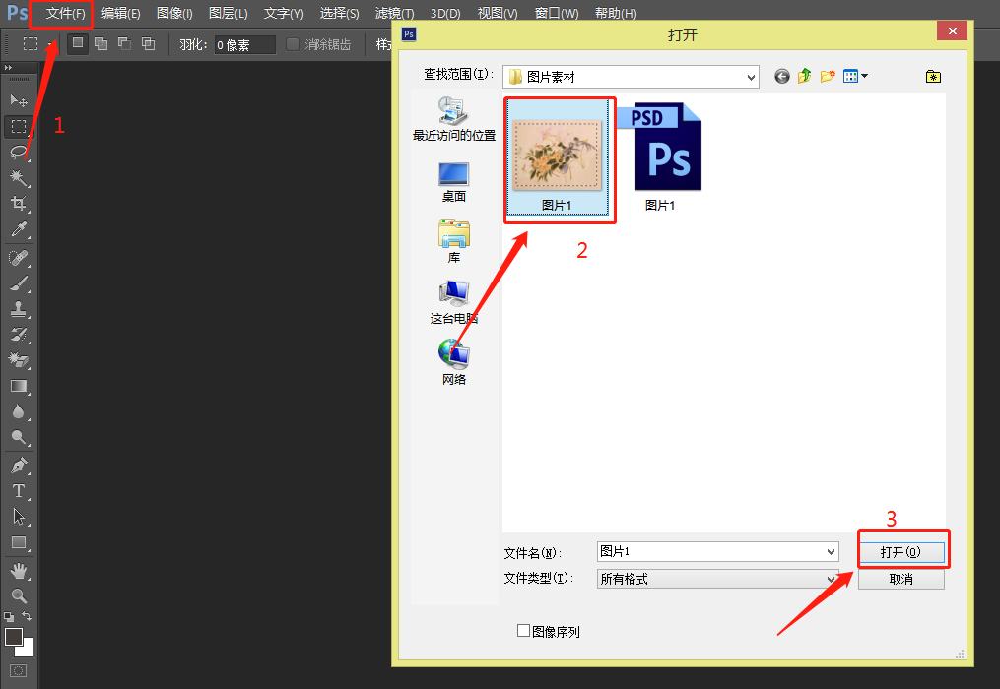 Ps 文件(F) 编辑(E) 图像(I) 图层(L) 文字(Y) 选择(S) 滤镜(T) 3D(D) 视图(V) 窗口(W) 帮助(H)
羽化: 0 像素 消除锯齿
1
Ps 打开
查找范围(I): 图片素材
最近访问的位置
桌面
库
这台电脑
网络
PSD
Ps
图片1 图片1
2
3
文件名(N): 图片1 打开(O)
文件类型(T): 所有格式 取消
图像序列
T